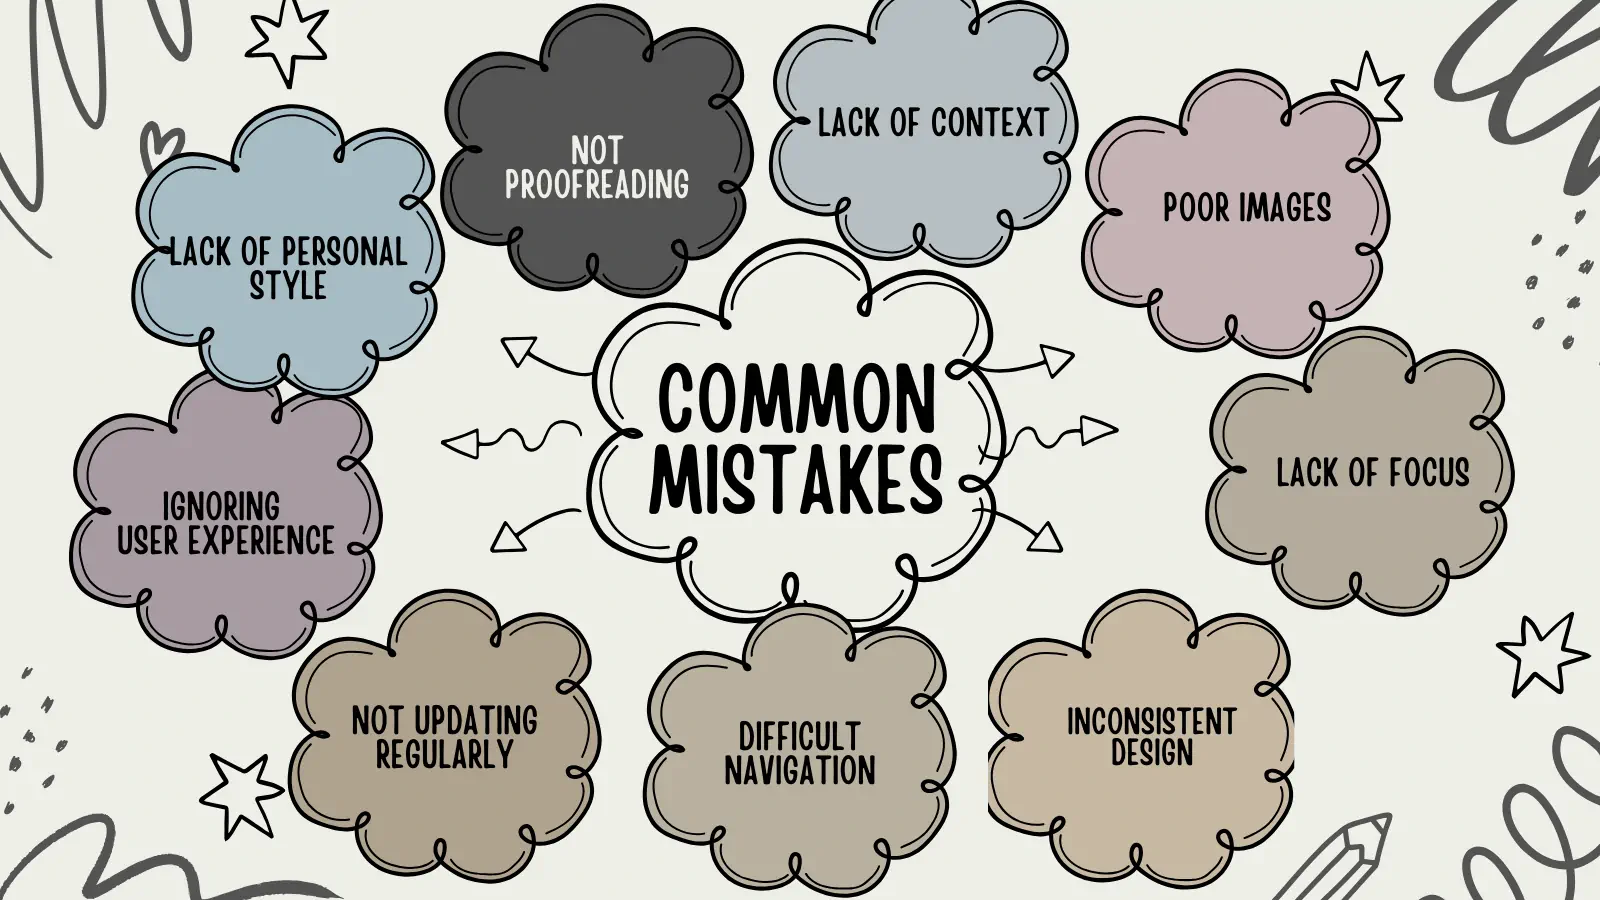 COMMON
MISTAKES
LACK OF PERSONAL
STYLE
NOT
PROOFREADING
LACK OF CONTEXT
POOR IMAGES
LACK OF FOCUS
INCONSISTENT
DESIGN
DIFFICULT
NAVIGATION
NOT UPDATING
REGULARLY
IGNORING
USER EXPERIENCE